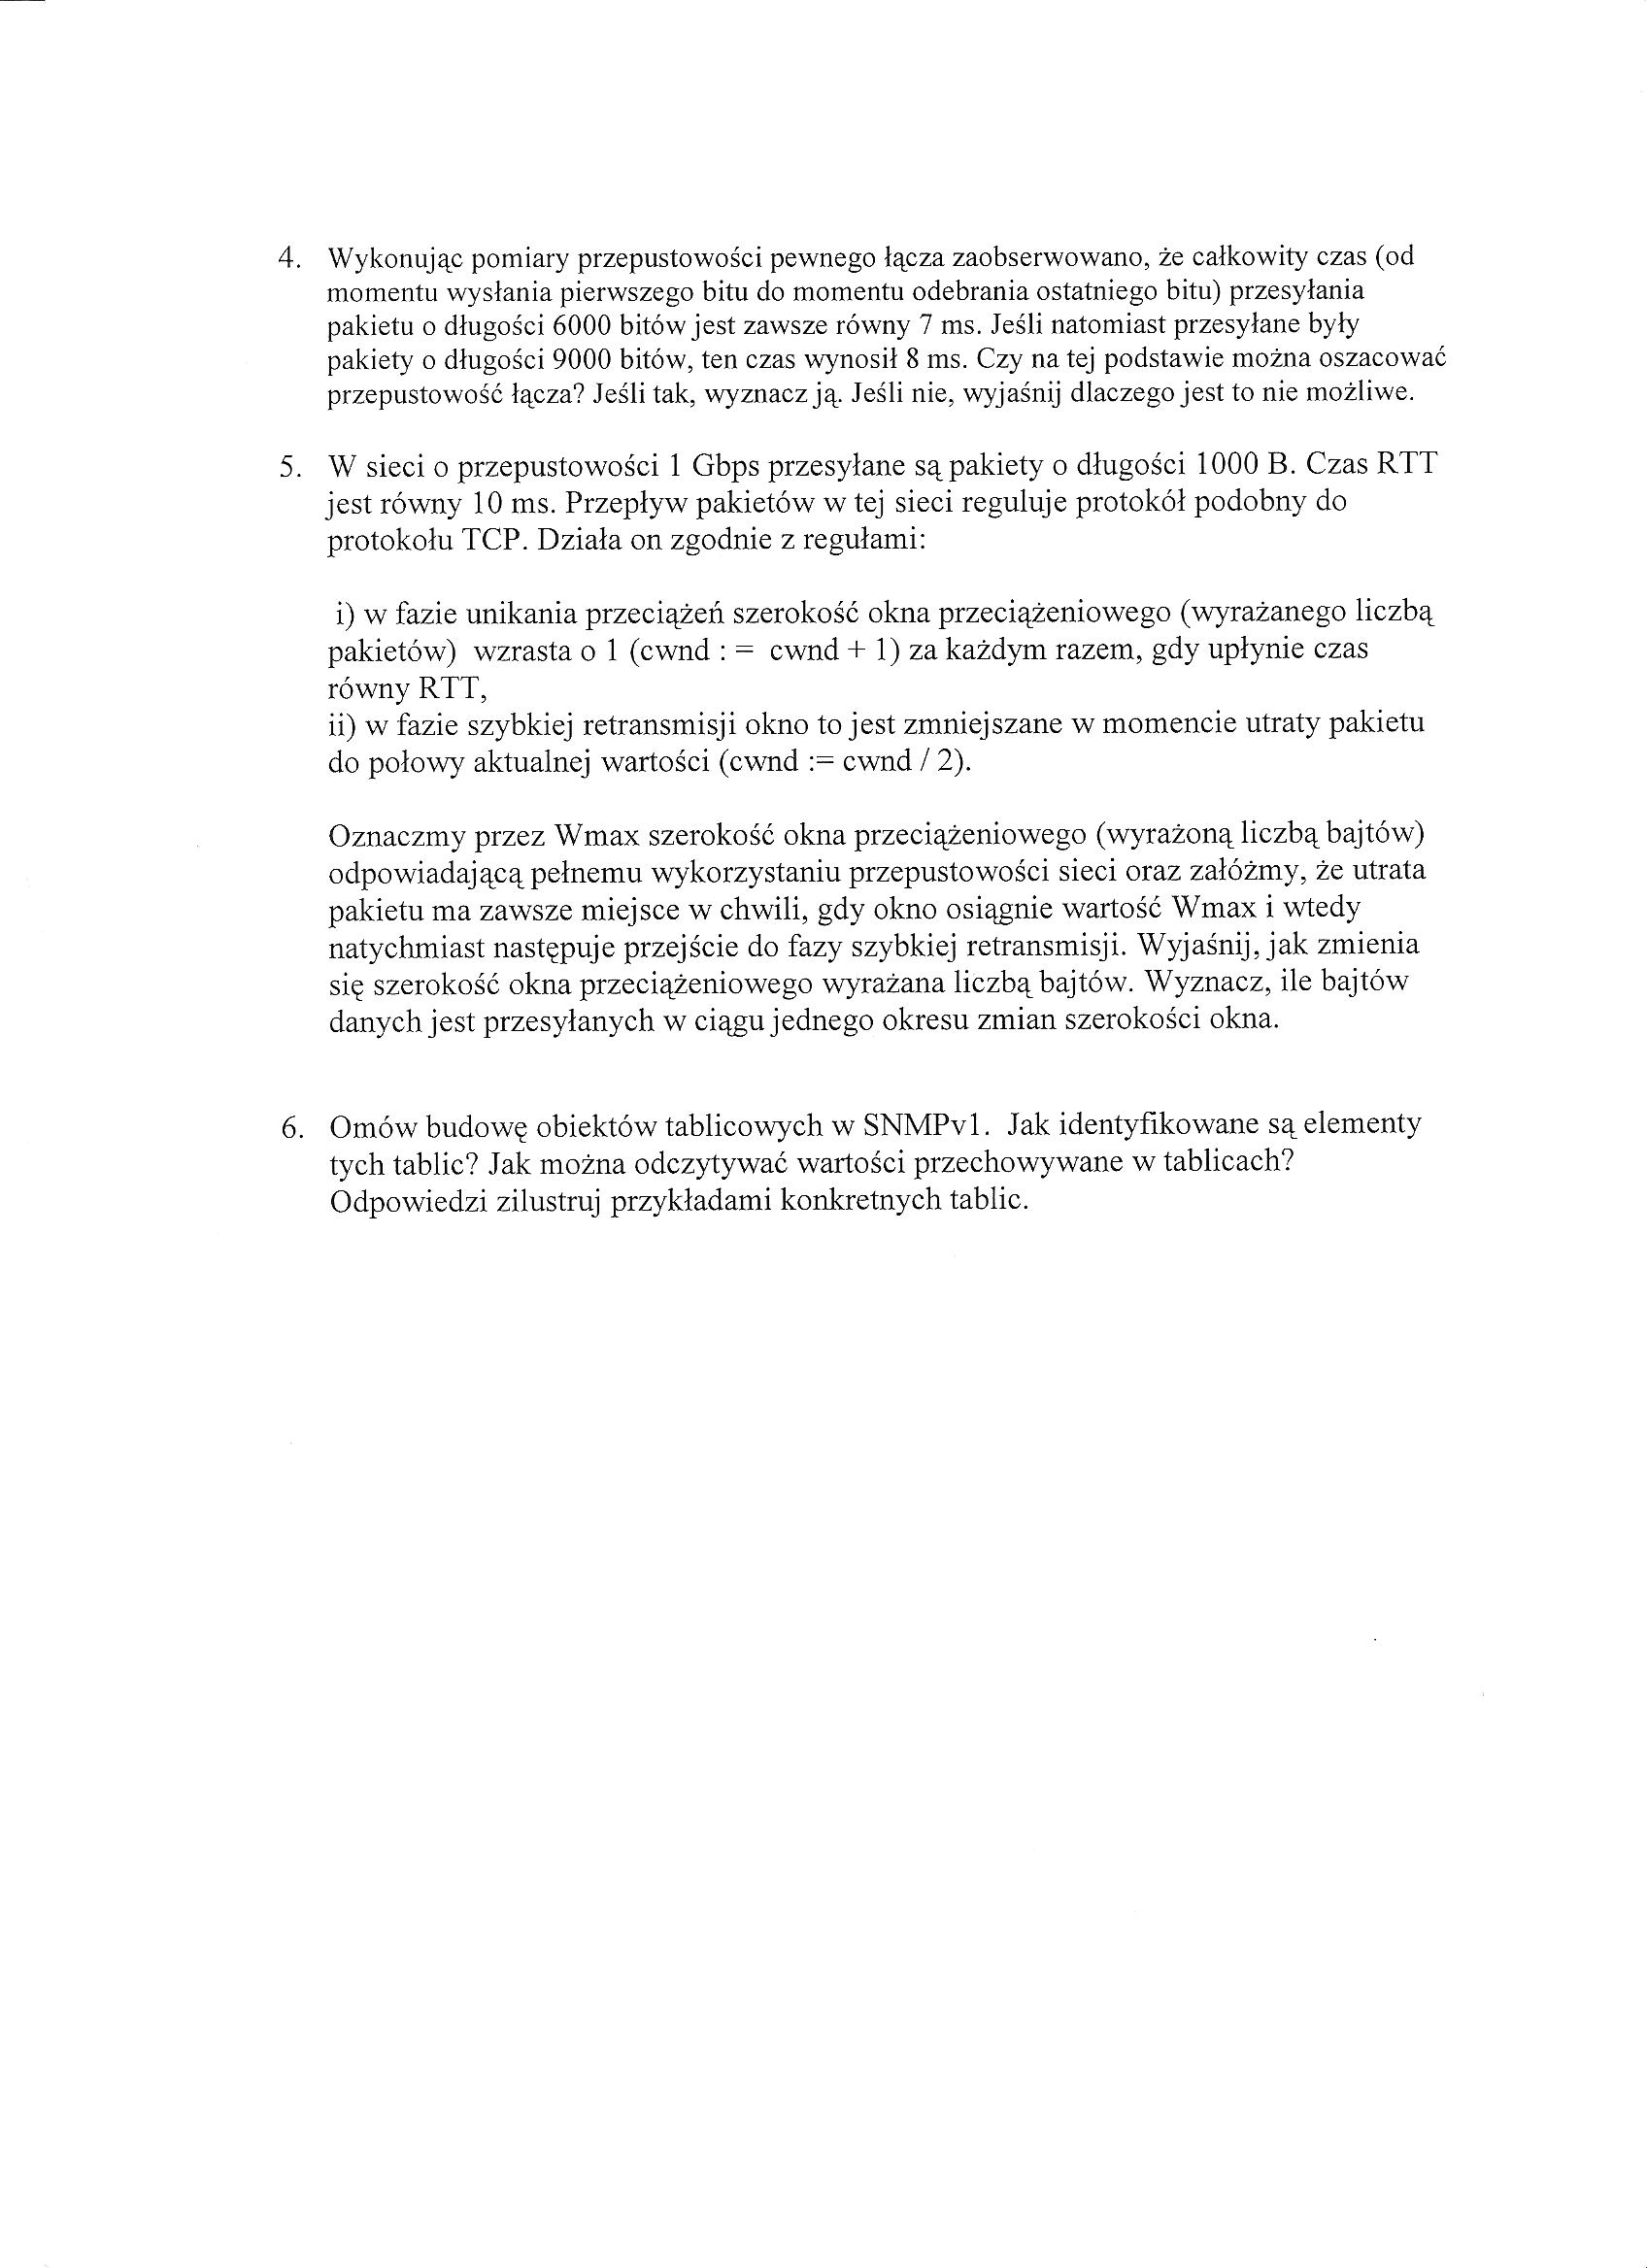 4. Wykonując pomiary przepustowości pewnego łącza zaobserwowano, że całkowity czas (od
momentu wysłania pierwszego bitu do momentu odebrania ostatniego bitu) przesyłania
pakietu o długości 6000 bitów jest zawsze równy 7 ms. Jeśli natomiast przesyłane były
pakiety o długości 9000 bitów, ten czas wynosił 8 ms. Czy na tej podstawie można oszacować
przepustowość łącza? Jeśli tak, wyznacz ją. Jeśli nie, wyjaśnij dlaczego jest to nie możliwe.
5. W sieci o przepustowości 1 Gbps przesyłane są pakiety o długości 1000 B. Czas RTT
jest równy 10 ms. Przepływ pakietów w tej sieci reguluje protokół podobny do
protokołu TCP. Działa on zgodnie z regułami:
i) w fazie unikania przeciążeń szerokość okna przeciążeniowego (wyrażanego liczbą
pakietów) wzrasta o 1 (cwnd : = cwnd + 1) za każdym razem, gdy upłynie czas
równy RTT,
ii) w fazie szybkiej retransmisji okno to jest zmniejszane w momencie utraty pakietu
do połowy aktualnej wartości (cwnd := cwnd / 2).
Oznaczmy przez Wmax szerokość okna przeciążeniowego (wyrażoną liczbą bajtów)
odpowiadającą pełnemu wykorzystaniu przepustowości sieci oraz załóżmy, że utrata
pakietu ma zawsze miejsce w chwili, gdy okno osiągnie wartość Wmax i wtedy
natychmiast następuje przejście do fazy szybkiej retransmisji. Wyjaśnij, jak zmienia
się szerokość okna przeciążeniowego wyrażana liczbą bajtów. Wyznacz, ile bajtów
danych jest przesyłanych w ciągu jednego okresu zmian szerokości okna.
6. Omów budowę obiektów tablicowych w SNMPv1. Jak identyfikowane są elementy
tych tablic? Jak można odczytywać wartości przechowywane w tablicach?
Odpowiedzi zilustruj przykładami konkretnych tablic.